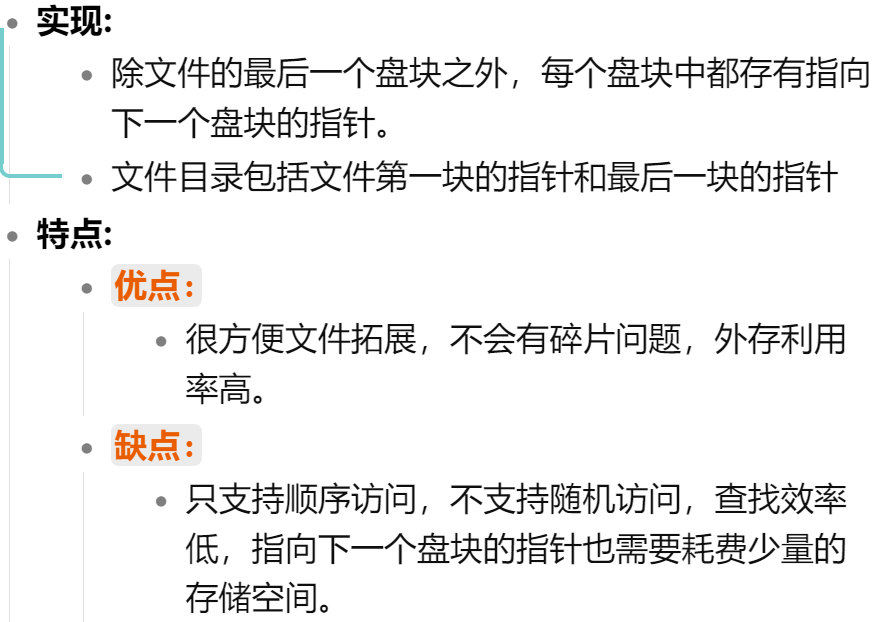 实现:
除文件的最后一个盘块之外，每个盘块中都存有指向
下一个盘块的指针。
文件目录包括文件第一块的指针和最后一块的指针
特点:
优点：
很方便文件拓展，不会有碎片问题，外存利用
率高。
缺点：
只支持顺序访问，不支持随机访问，查找效率
低，指向下一个盘块的指针也需要耗费少量的
存储空间。